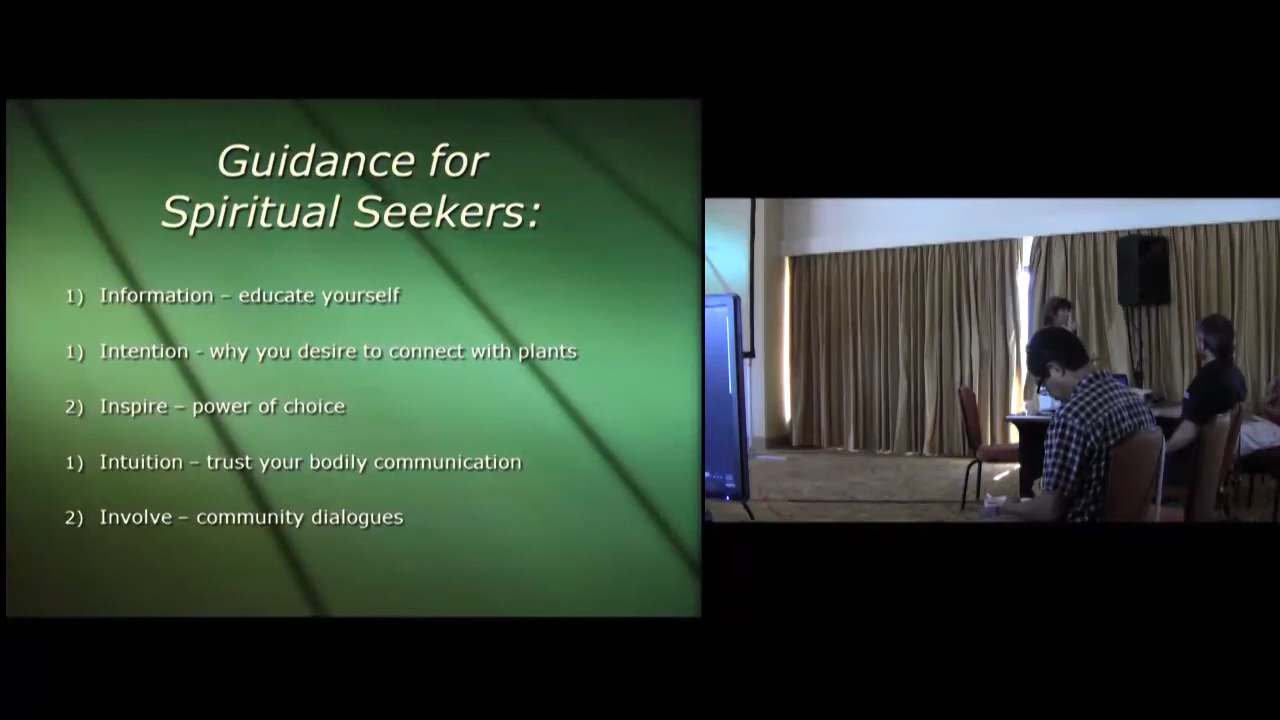 Guidance for
Spiritual Seekers:
1) Information – educate yourself
1) Intention - why you desire to connect with plants
2) Inspire – power of choice
1) Intuition – trust your bodily communication
2) Involve – community dialogues